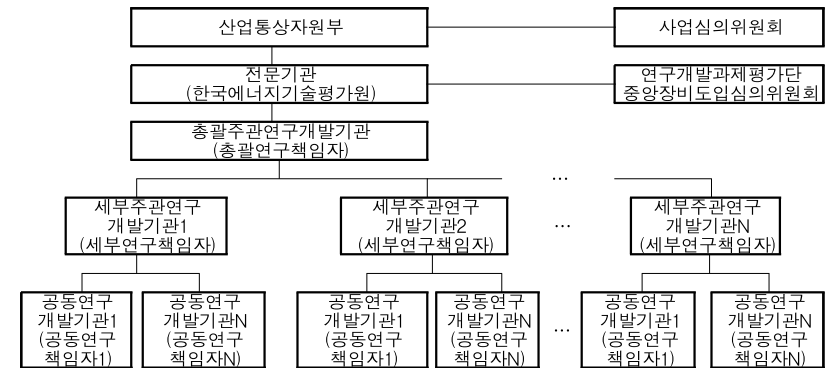 산업통상자원부
사업심의위원회
전문기관
(한국에너지기술평가원)
연구개발과제평가단
중앙장비도입심의위원회
총괄주관연구개발기관
(총괄연구책임자)
...
세부주관연구
개발기관1
(세부연구책임자)
세부주관연구
개발기관2
(세부연구책임자)
...
세부주관연구
개발기관N
(세부연구책임자)
공동연구
개발기관1
(공동연구
책임자1)
공동연구
개발기관N
(공동연구
책임자N)
공동연구
개발기관1
(공동연구
책임자1)
공동연구
개발기관N
(공동연구
책임자N)
...
공동연구
개발기관1
(공동연구
책임자1)
공동연구
개발기관N
(공동연구
책임자N)